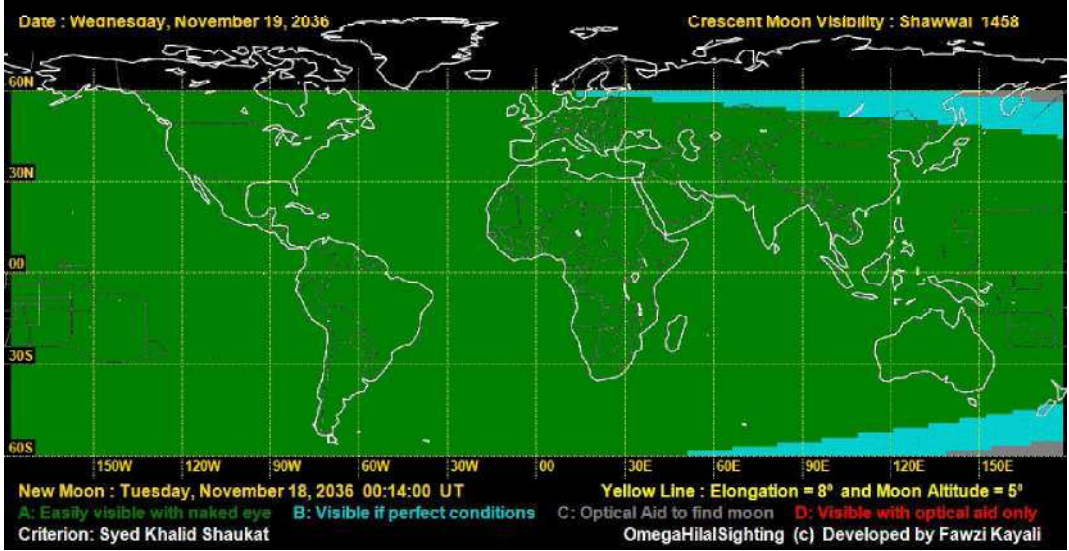 Date : Wednesday, November 19, 2036 Crescent Moon Visibility : Shawwal 1458
60N
30N
00
30S
60S
150W 120W 90W 60W 30W 00 30E 60E 90E 120E 150E
New Moon : Tuesday, November 18, 2036 00:14:00 UT Yellow Line : Elongation = 8º and Moon Altitude = 5º
A: Easily visible with naked eye B: Visible if perfect conditions C: Optical Aid to find moon D: Visible with optical aid only
Criterion: Syed Khalid Shaukat OmegaHilalSighting (c) Developed by Fawzi Kayali